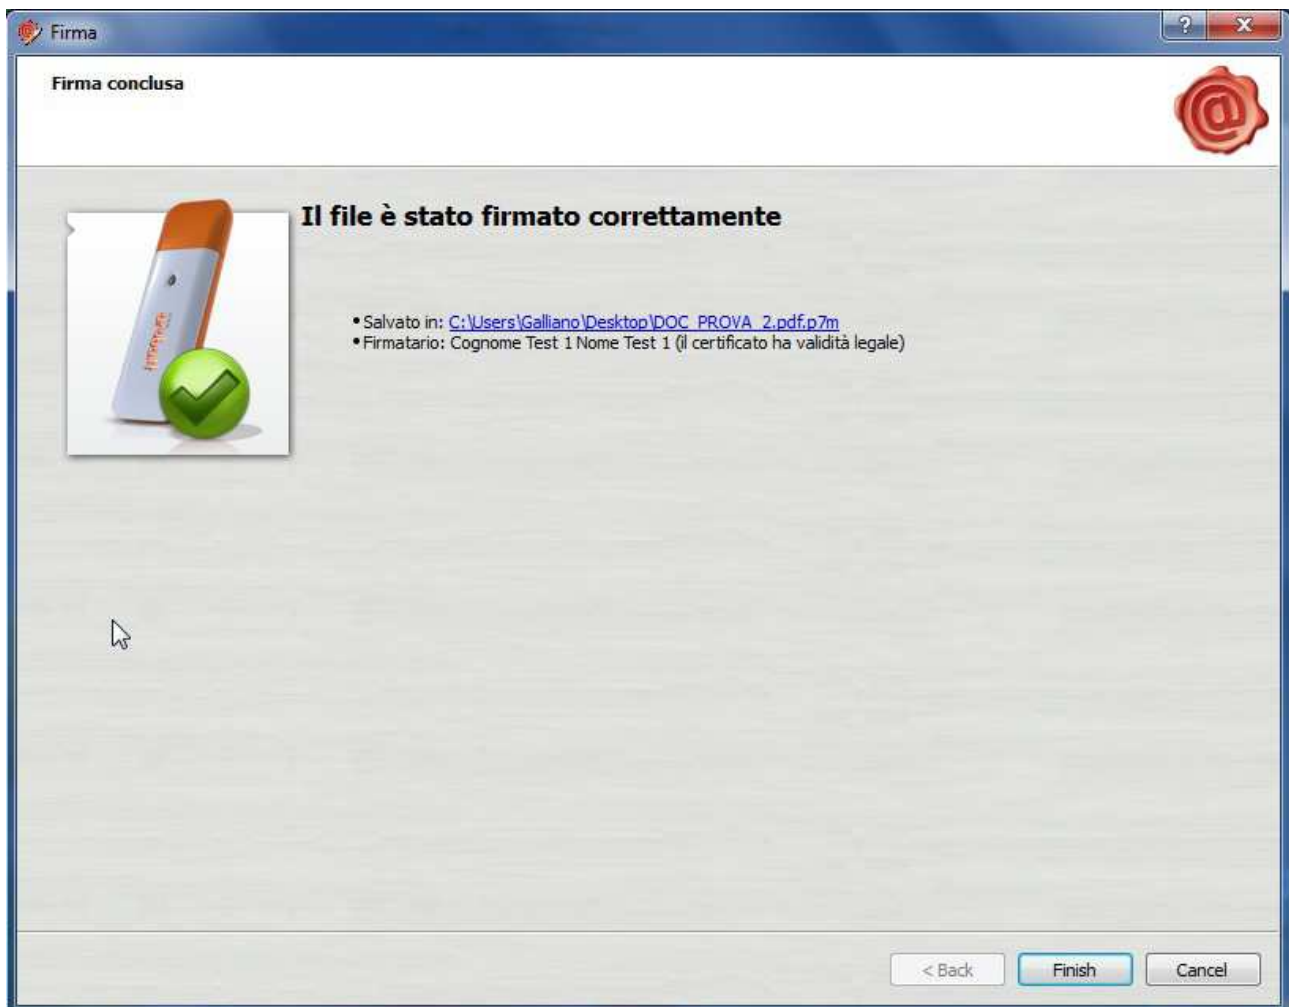 Firma
Firma conclusa
Il file è stato firmato correttamente
• Salvato in: C:\Users\Galliano\Desktop\DOC_PROVA_2.pdf.p7m
• Firmatario: Cognome Test 1 Nome Test 1 (il certificato ha validità legale)
< Back
Finish
Cancel